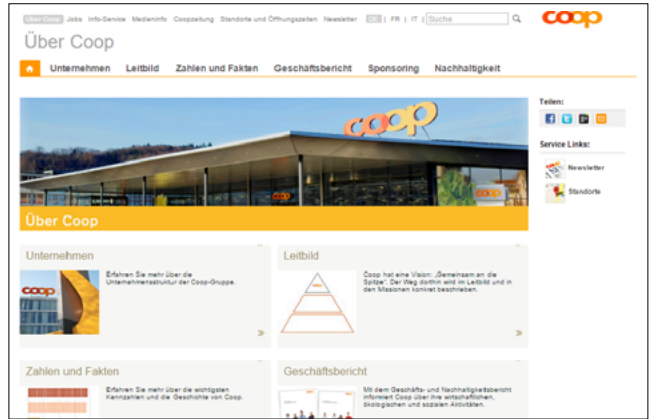 Über Coop Jobs Info-Service Medieninfo Coopzeitung Standorte und Öffnungszeiten Newsletter DE | FR | IT | Suche
coop
Über Coop
Unternehmen Leitbild Zahlen und Fakten Geschäftsbericht Sponsoring Nachhaltigkeit
Teilen:
coop
Service Links:
Newsletter
Standorte
coop
Über Coop
Unternehmen
Erfahren Sie mehr über die
Unternehmensstruktur der Coop-Gruppe.
coop
Leitbild
Coop hat eine Vision: „Gemeinsam an die
Spitze“. Der Weg dorthin wird im Leitbild und in
den Missionen konkret beschrieben.
Zahlen und Fakten
Erfahren Sie mehr über die wichtigsten
Kennzahlen und die Geschichte von Coop.
Geschäftsbericht
Mit dem Geschäfts- und Nachhaltigkeitsbericht
informiert Coop über ihre wirtschaftlichen,
ökologischen und sozialen Aktivitäten.